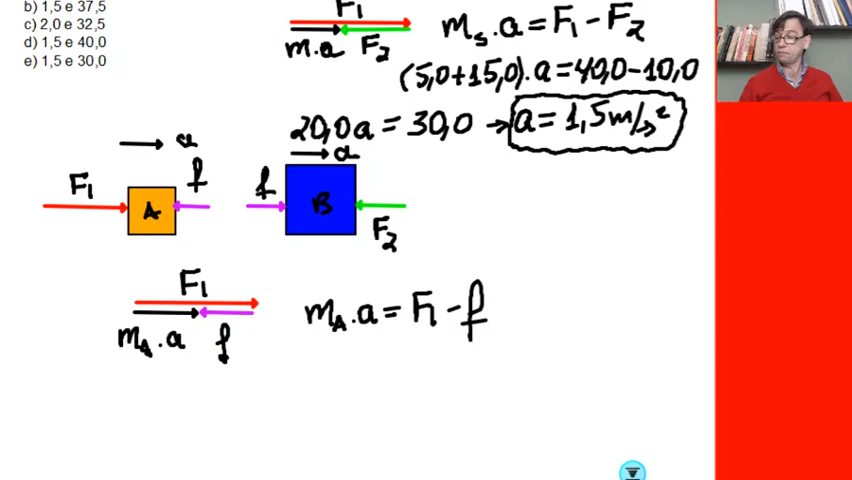 b) 1,5 e 37,5
c) 2,0 e 32,5
d) 1,5 e 40,0
e) 1,5 e 30,0
F1
m.a F2
ms.a = F1 - F2
(5,0+15,0).a = 40,0-10,0
20,0a = 30,0 → a = 1,5m/s²
a
a
F1 A f
f B F2
F1
mA.a f
mA.a = F1 - f